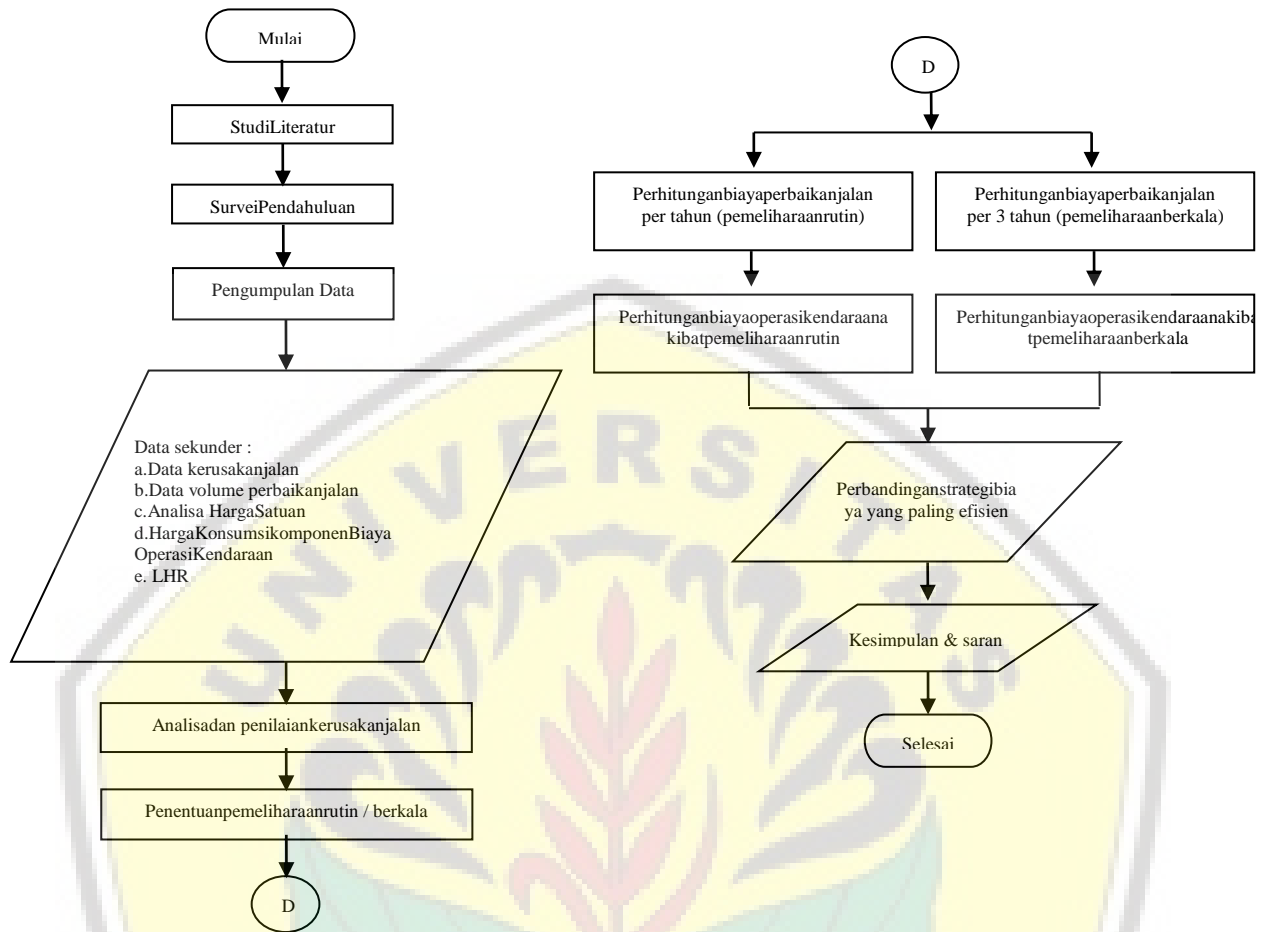 Mulai
StudiLiteratur
SurveiPendahuluan
Pengumpulan Data
Data sekunder :
a.Data kerusakanjalan
b.Data volume perbaikanjalan
c.Analisa HargaSatuan
d.HargaKonsumsikomponenBiaya
OperasiKendaraan
e. LHR
Analisadan penilaiankerusakanjalan
Penentuanpemeliharaanrutin / berkala
D
D
Perhitunganbiayaperbaikanjalan
per tahun (pemeliharaanrutin)
Perhitunganbiayaperbaikanjalan
per 3 tahun (pemeliharaanberkala)
Perhitunganbiayaoperasikendaraana
kibatpemeliharaanrutin
Perhitunganbiayaoperasikendaraanakiba
tpemeliharaanberkala
Perbandinganstrategibia
ya yang paling efisien
Kesimpulan & saran
Selesai
UNIVERSITAS